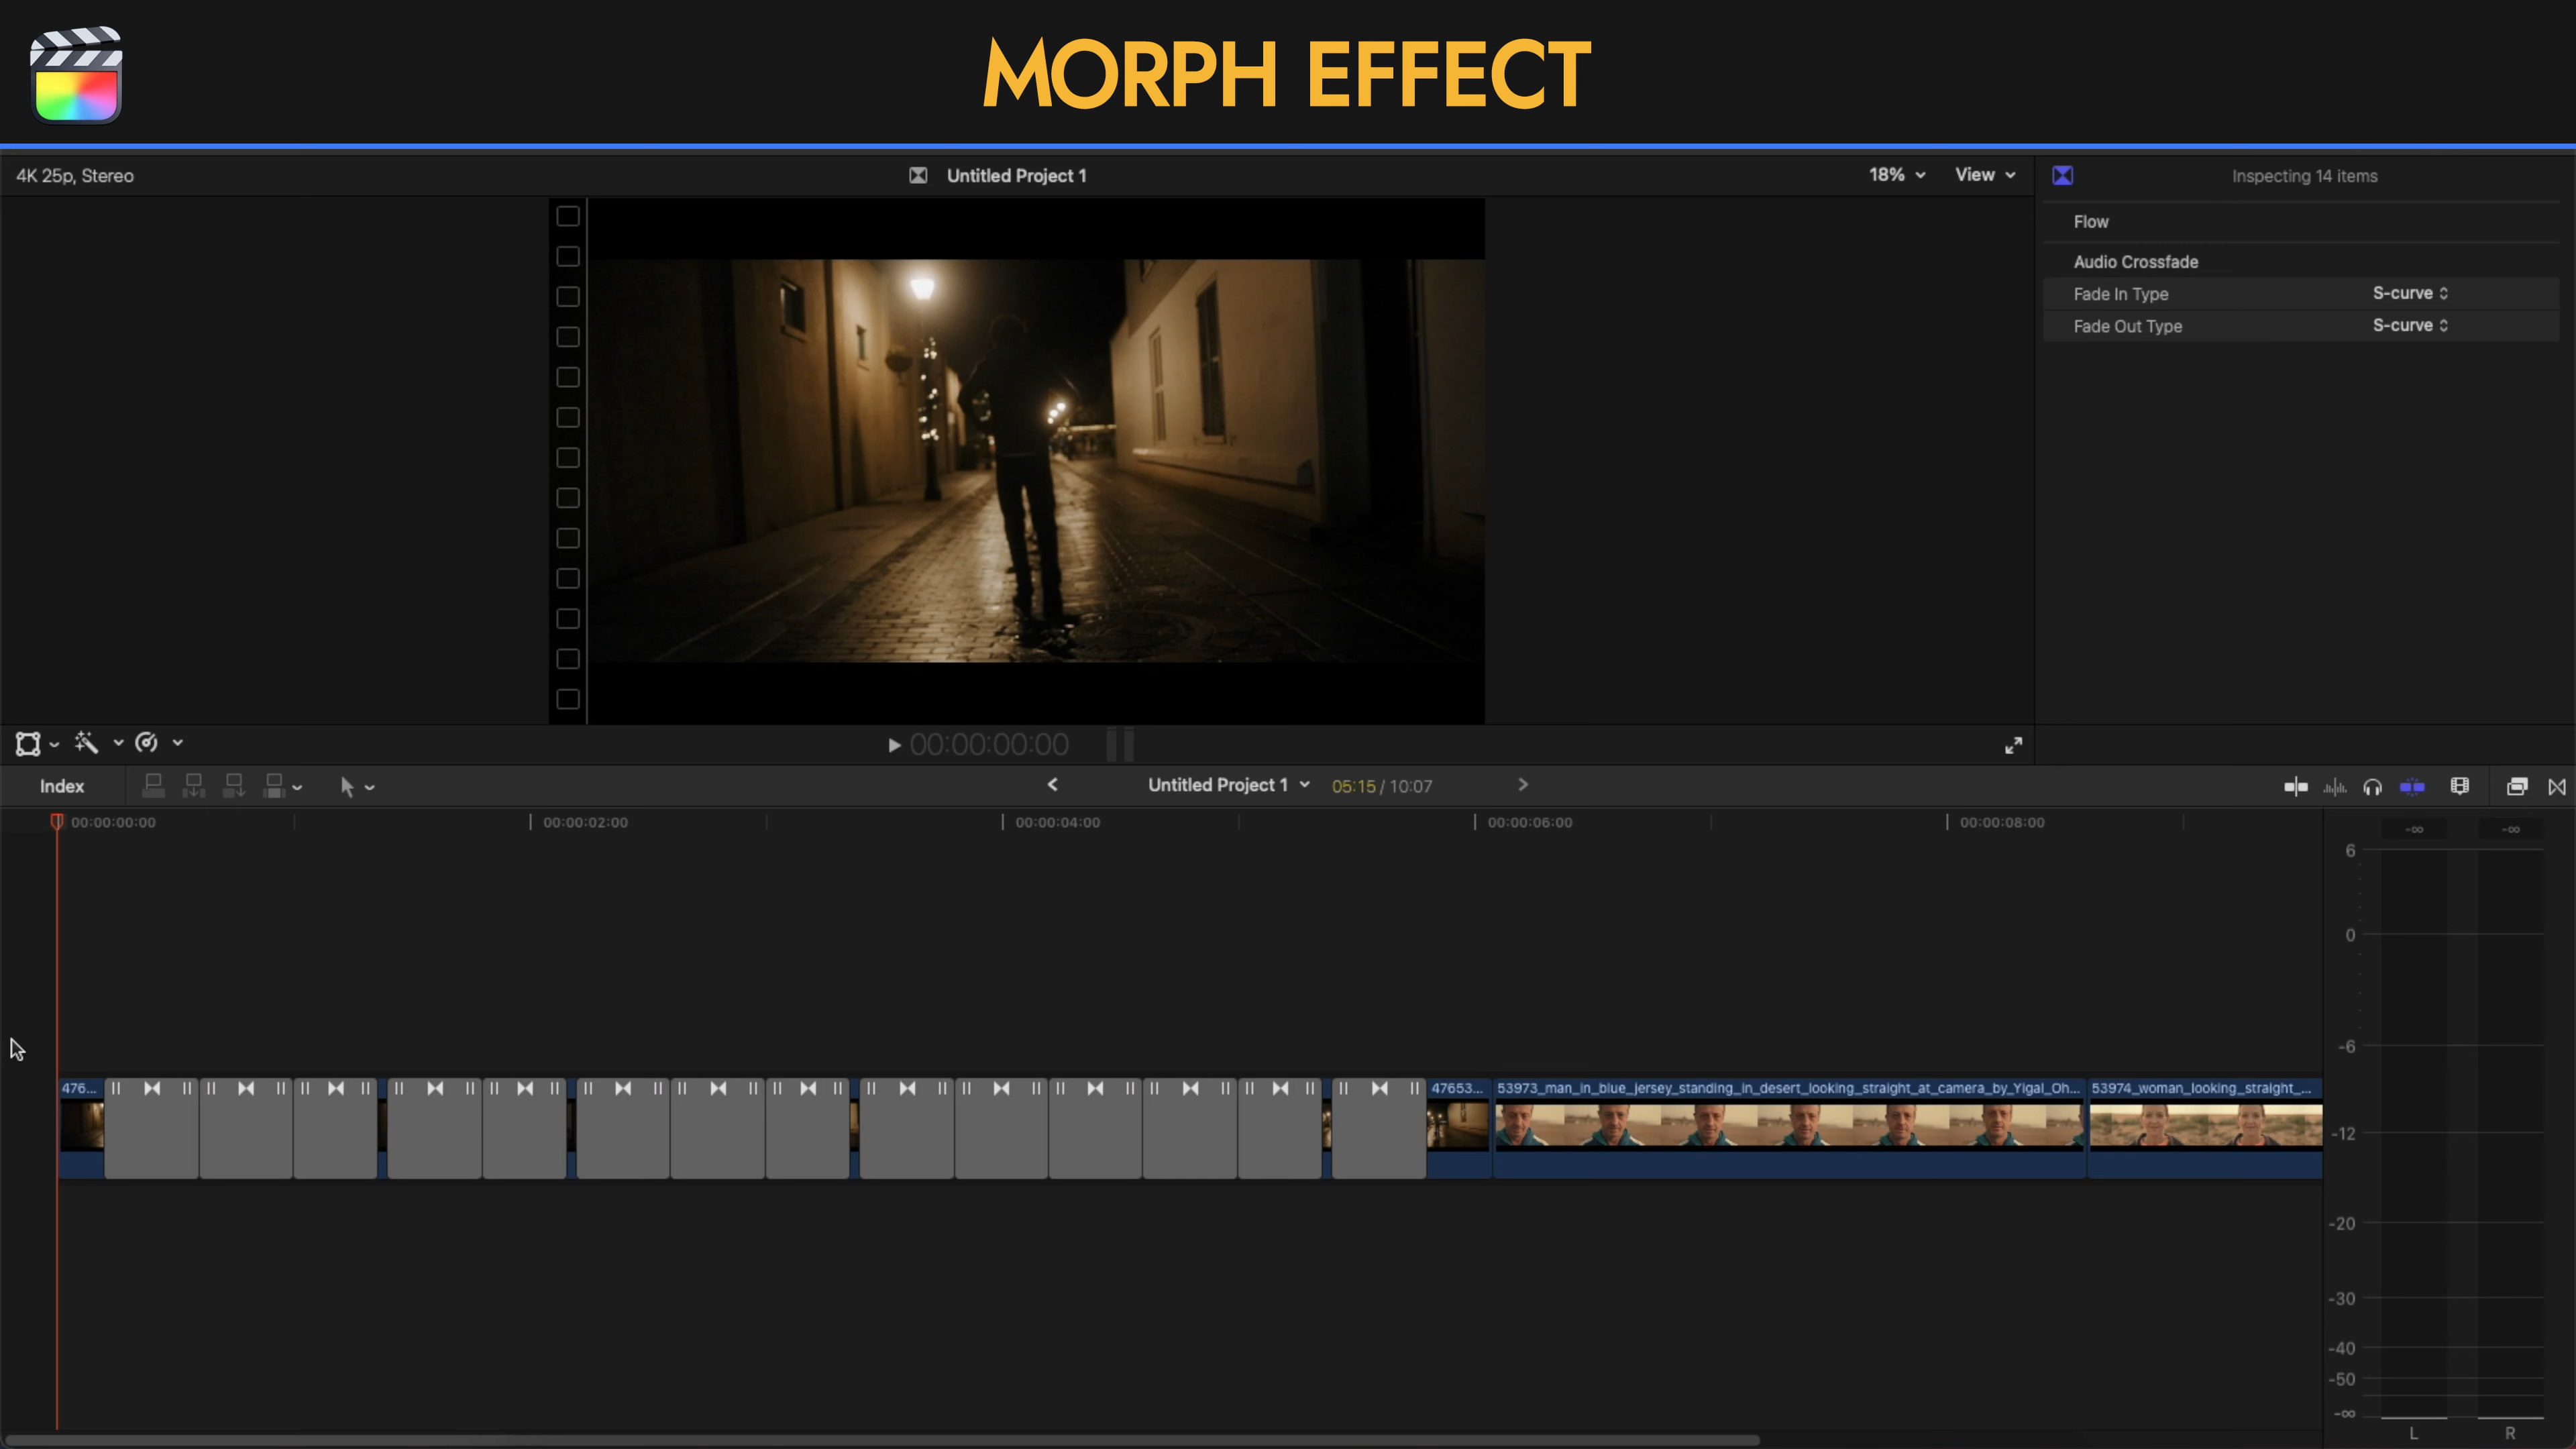 MORPH EFFECT
4K 25p, Stereo
Untitled Project 1
18%
View
Inspecting 14 items
Flow
Audio Crossfade
Fade In Type
S-curve
Fade Out Type
S-curve
00:00:00:00
Index
Untitled Project 1
05:15 / 10:07
00:00:00:00
00:00:02:00
00:00:04:00
00:00:06:00
00:00:08:00
-∞
-∞
6
0
-6
476...
47653...
53973_man_in_blue_jersey_standing_in_desert_looking_straight_at_camera_by_Yigal_Oh...
53974_woman_looking_straight_...
-12
-20
-30
-40
-50
-∞
L
R